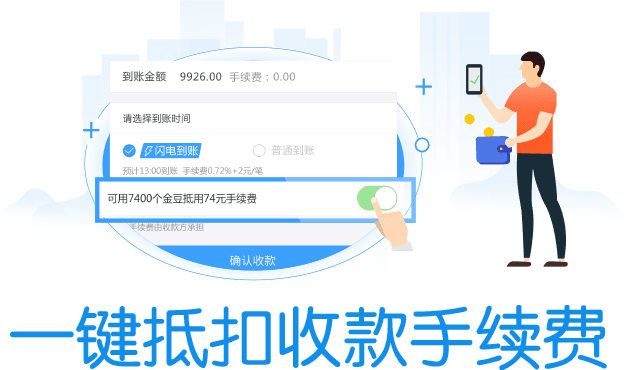 到账金额 9926.00 手续费：0.00
请选择到账时间
闪电到账 普通到账
预计13:00到账 手续费0.72%+2元/笔
可用7400个金豆抵用74元手续费
手续费由收款方承担
确认收款
一键抵扣收款手续费